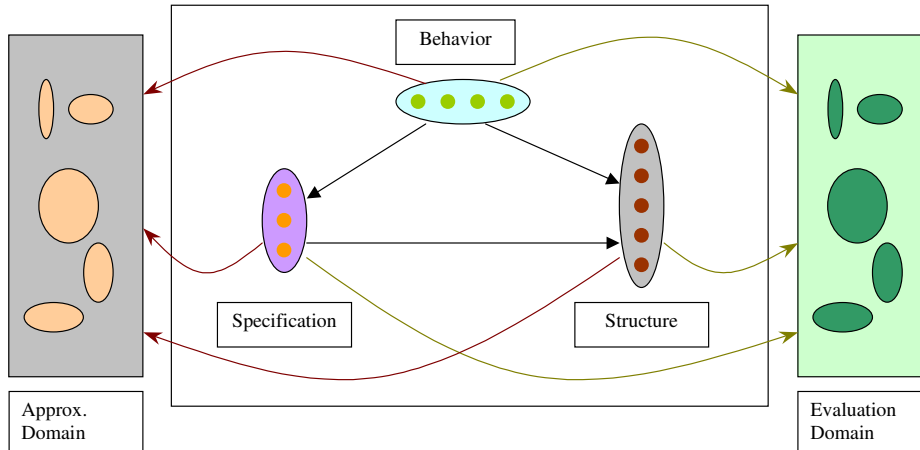 Behavior
Specification
Structure
Approx.
Domain
Evaluation
Domain